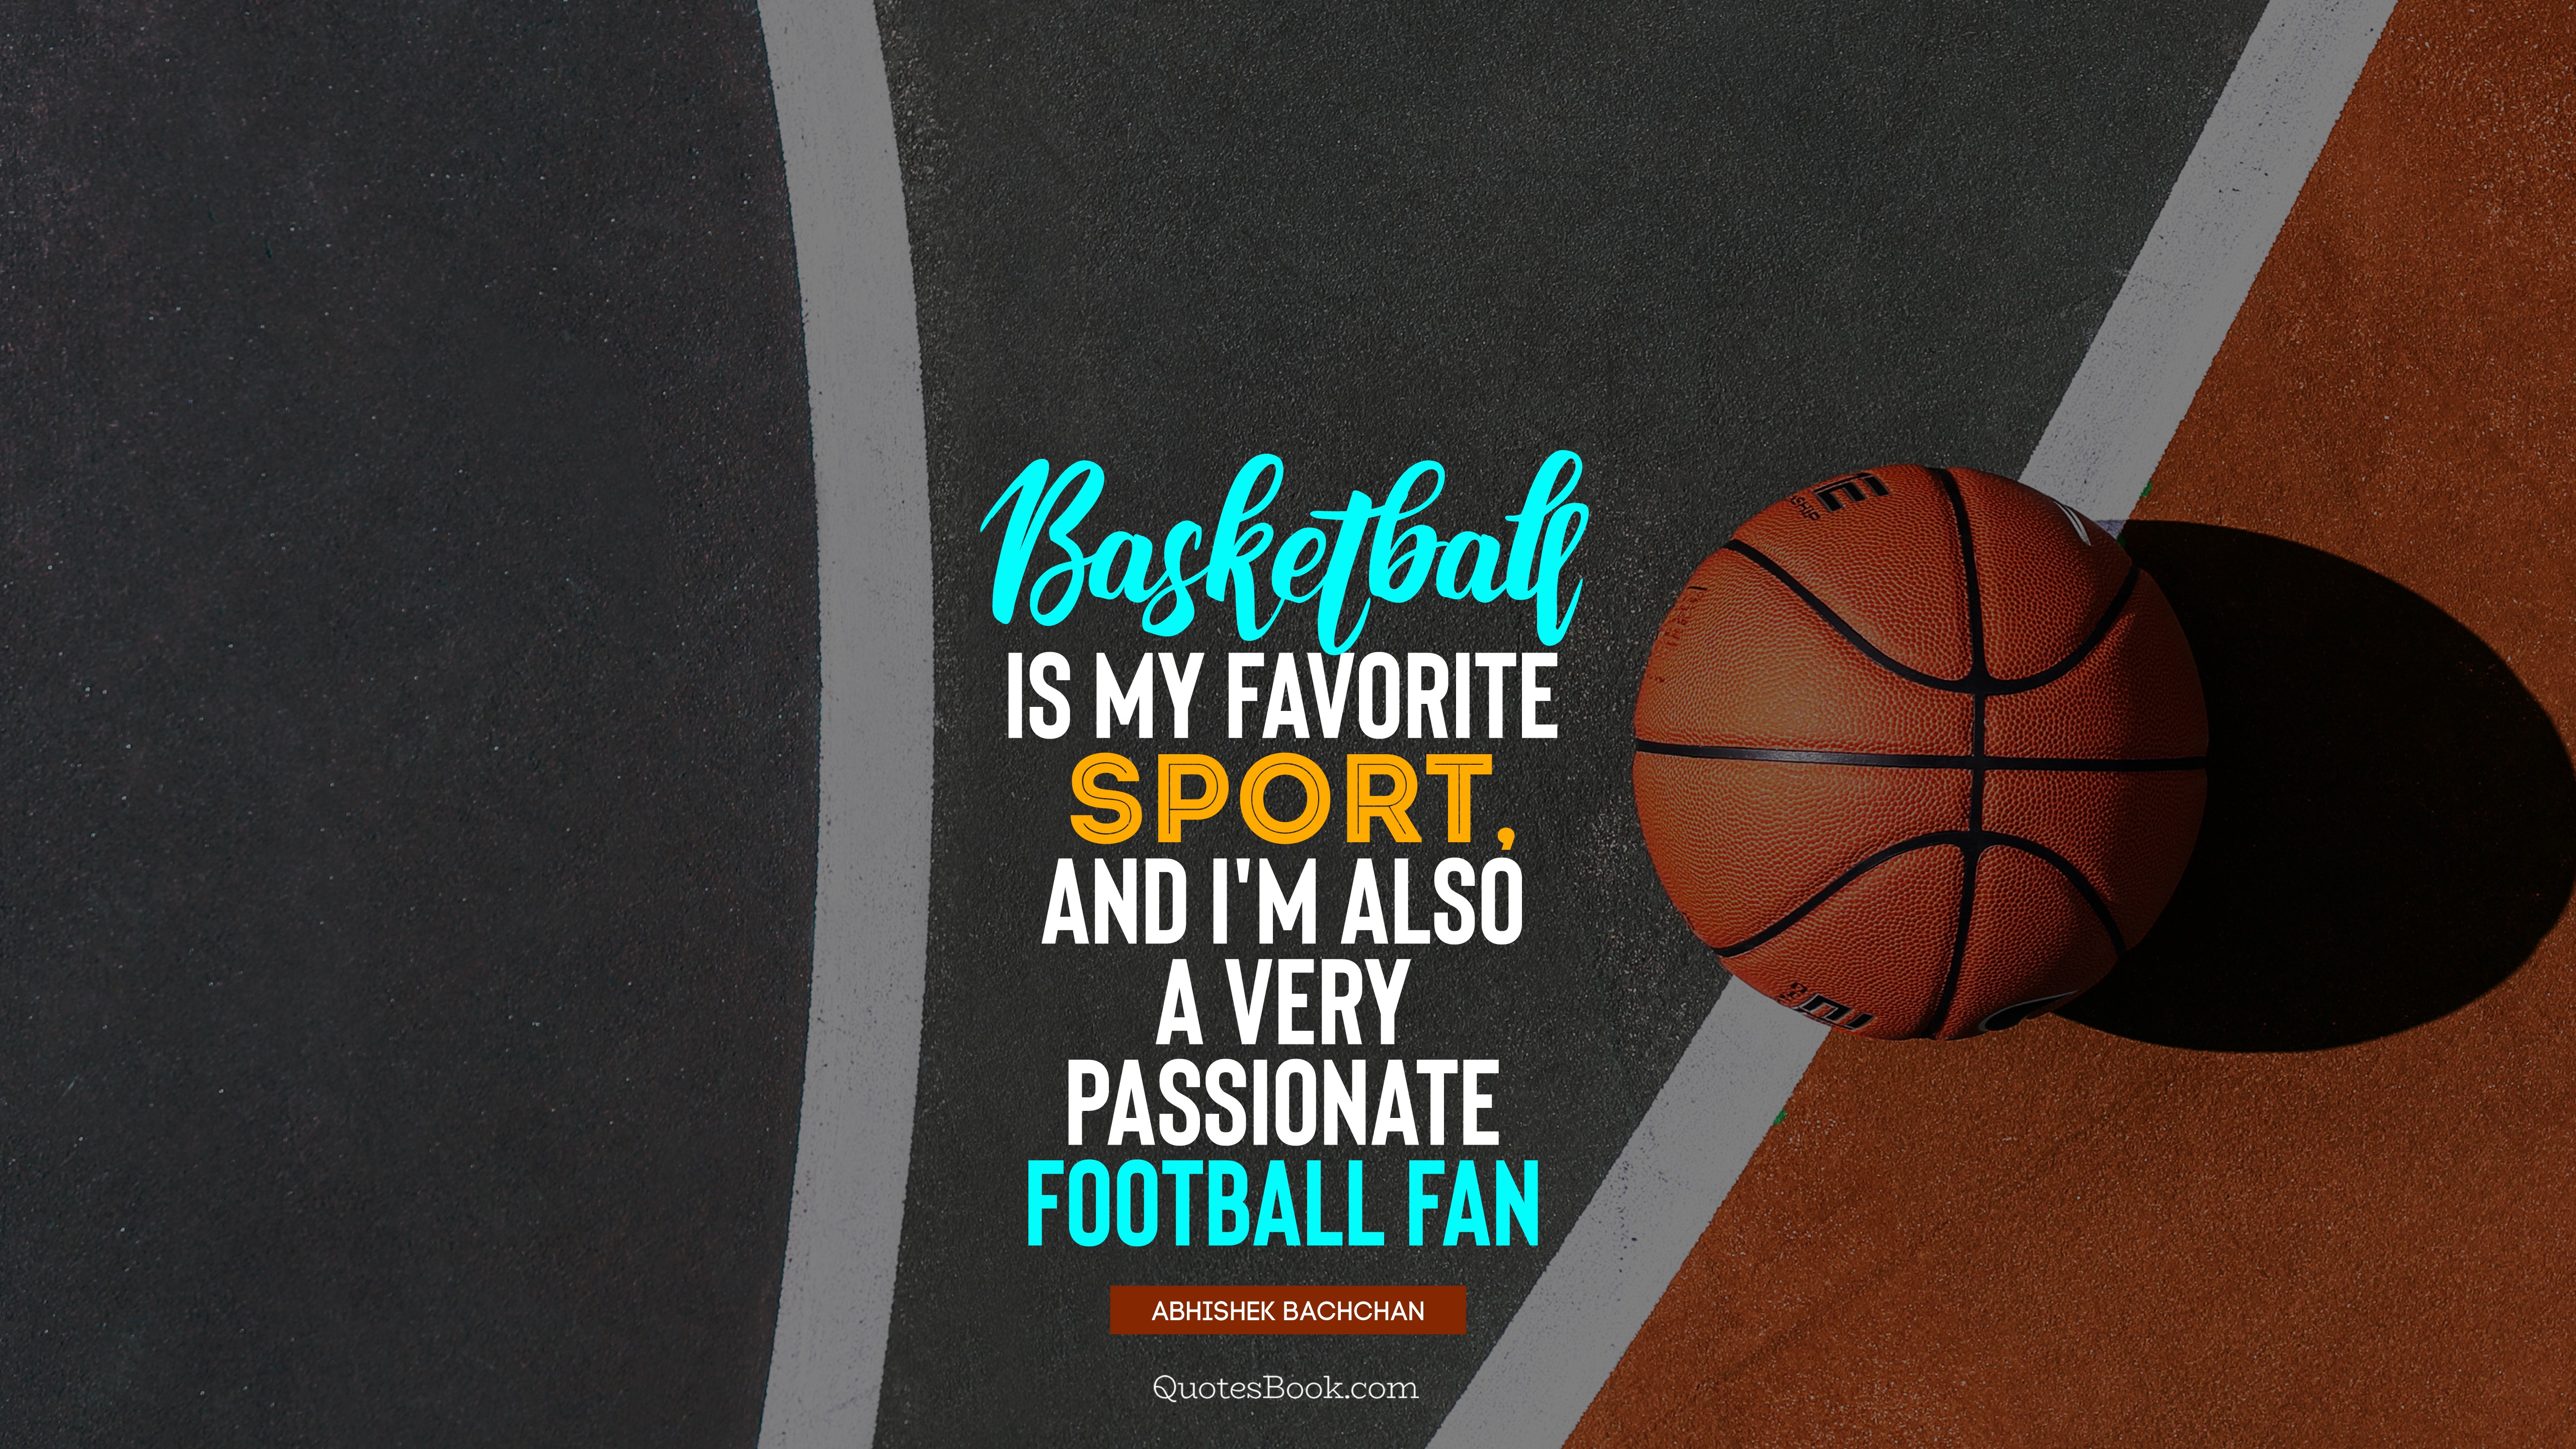 Basketball
IS MY FAVORITE
SPORT,
AND I'M ALSO
A VERY
PASSIONATE
FOOTBALL FAN
ABHISHEK BACHCHAN
QuotesBook.com